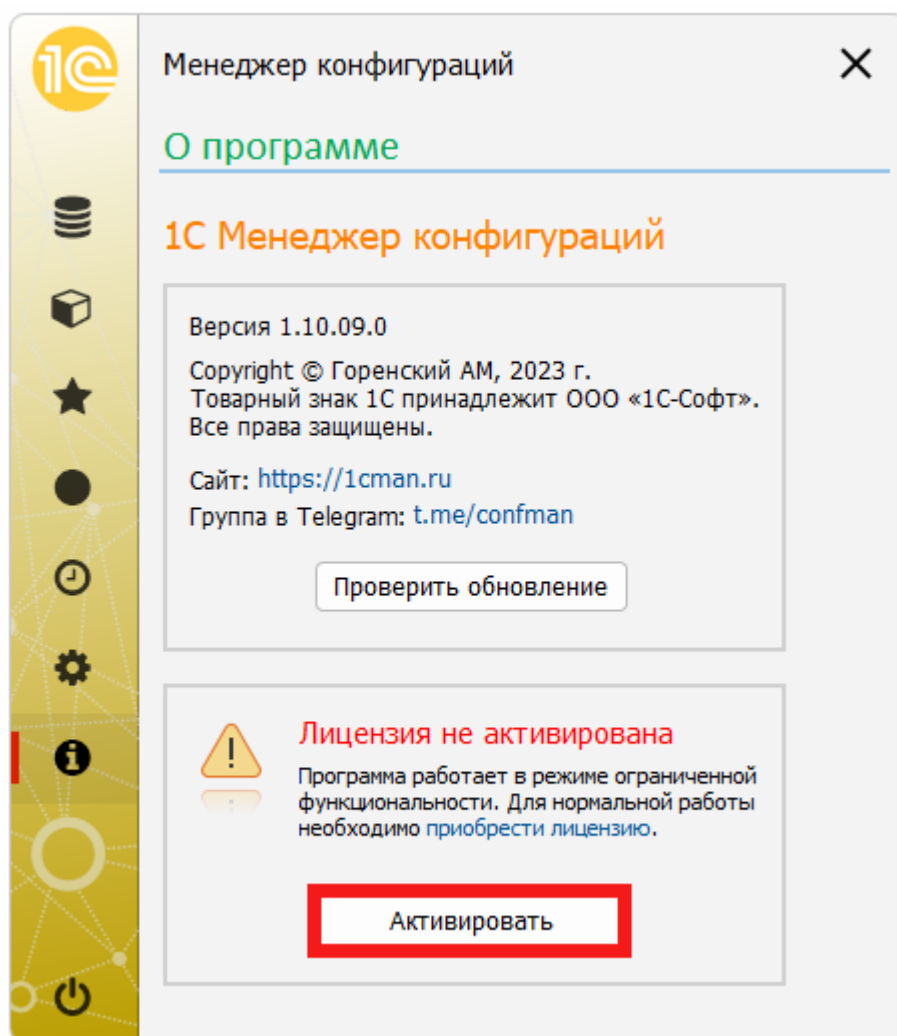 1С
Менеджер конфигураций
О программе
1С Менеджер конфигураций
Версия 1.10.09.0
Copyright © Горенский АМ, 2023 г.
Товарный знак 1С принадлежит ООО «1С-Софт».
Все права защищены.
Сайт: https://1cman.ru
Группа в Telegram: t.me/confman
Проверить обновление
Лицензия не активирована
Программа работает в режиме ограниченной
функциональности. Для нормальной работы
необходимо приобрести лицензию.
Активировать